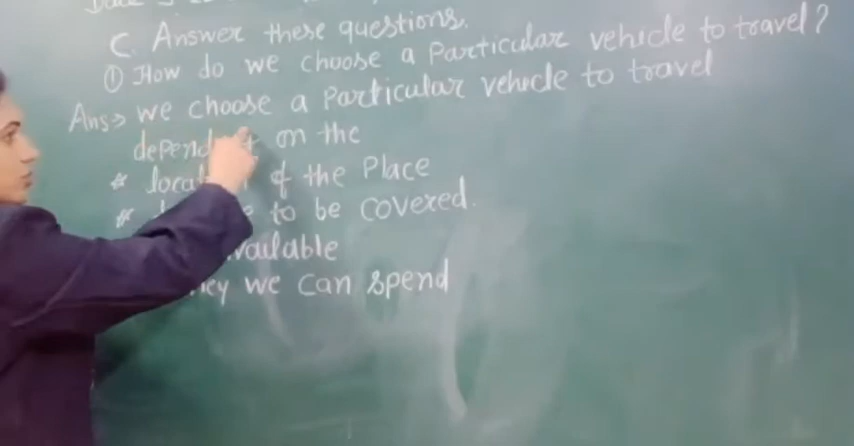 C. Answer these questions.
① How do we choose a Particular vehicle to travel?
Ans⇒ we choose a Particular vehicle to travel
on the
of the Place
to be covered.
we can spend